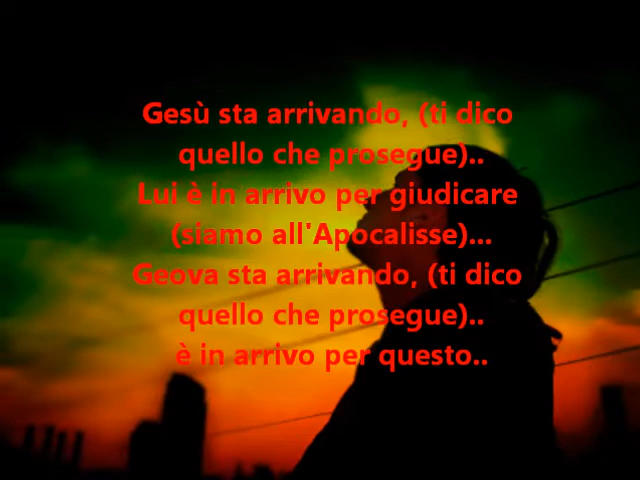 Gesù sta arrivando, (ti dico
quello che prosegue)..
Lui è in arrivo per giudicare
(siamo all'Apocalisse)...
Geova sta arrivando, (ti dico
quello che prosegue)..
è in arrivo per questo..